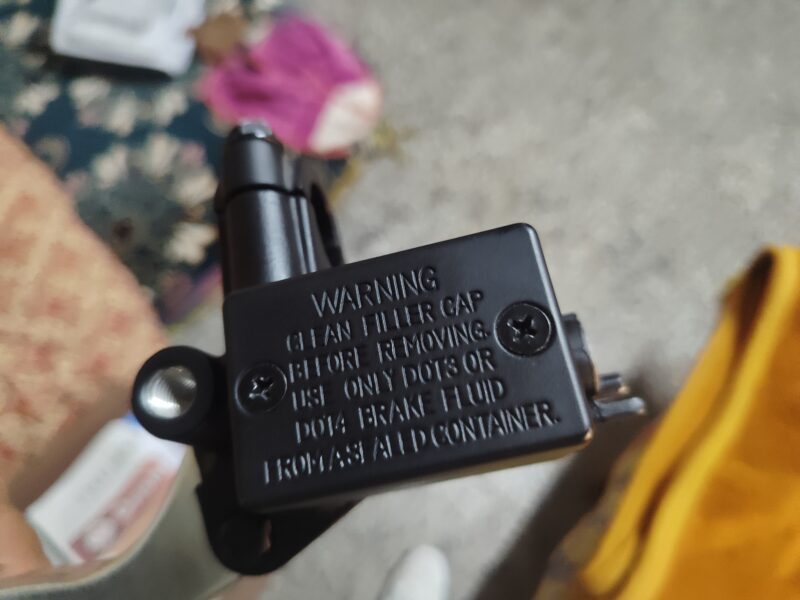 WARNING
CLEAN FILLER CAP
BEFORE REMOVING.
USE ONLY DOT3 OR
DOT4 BRAKE FLUID
FROM A SEALED CONTAINER.